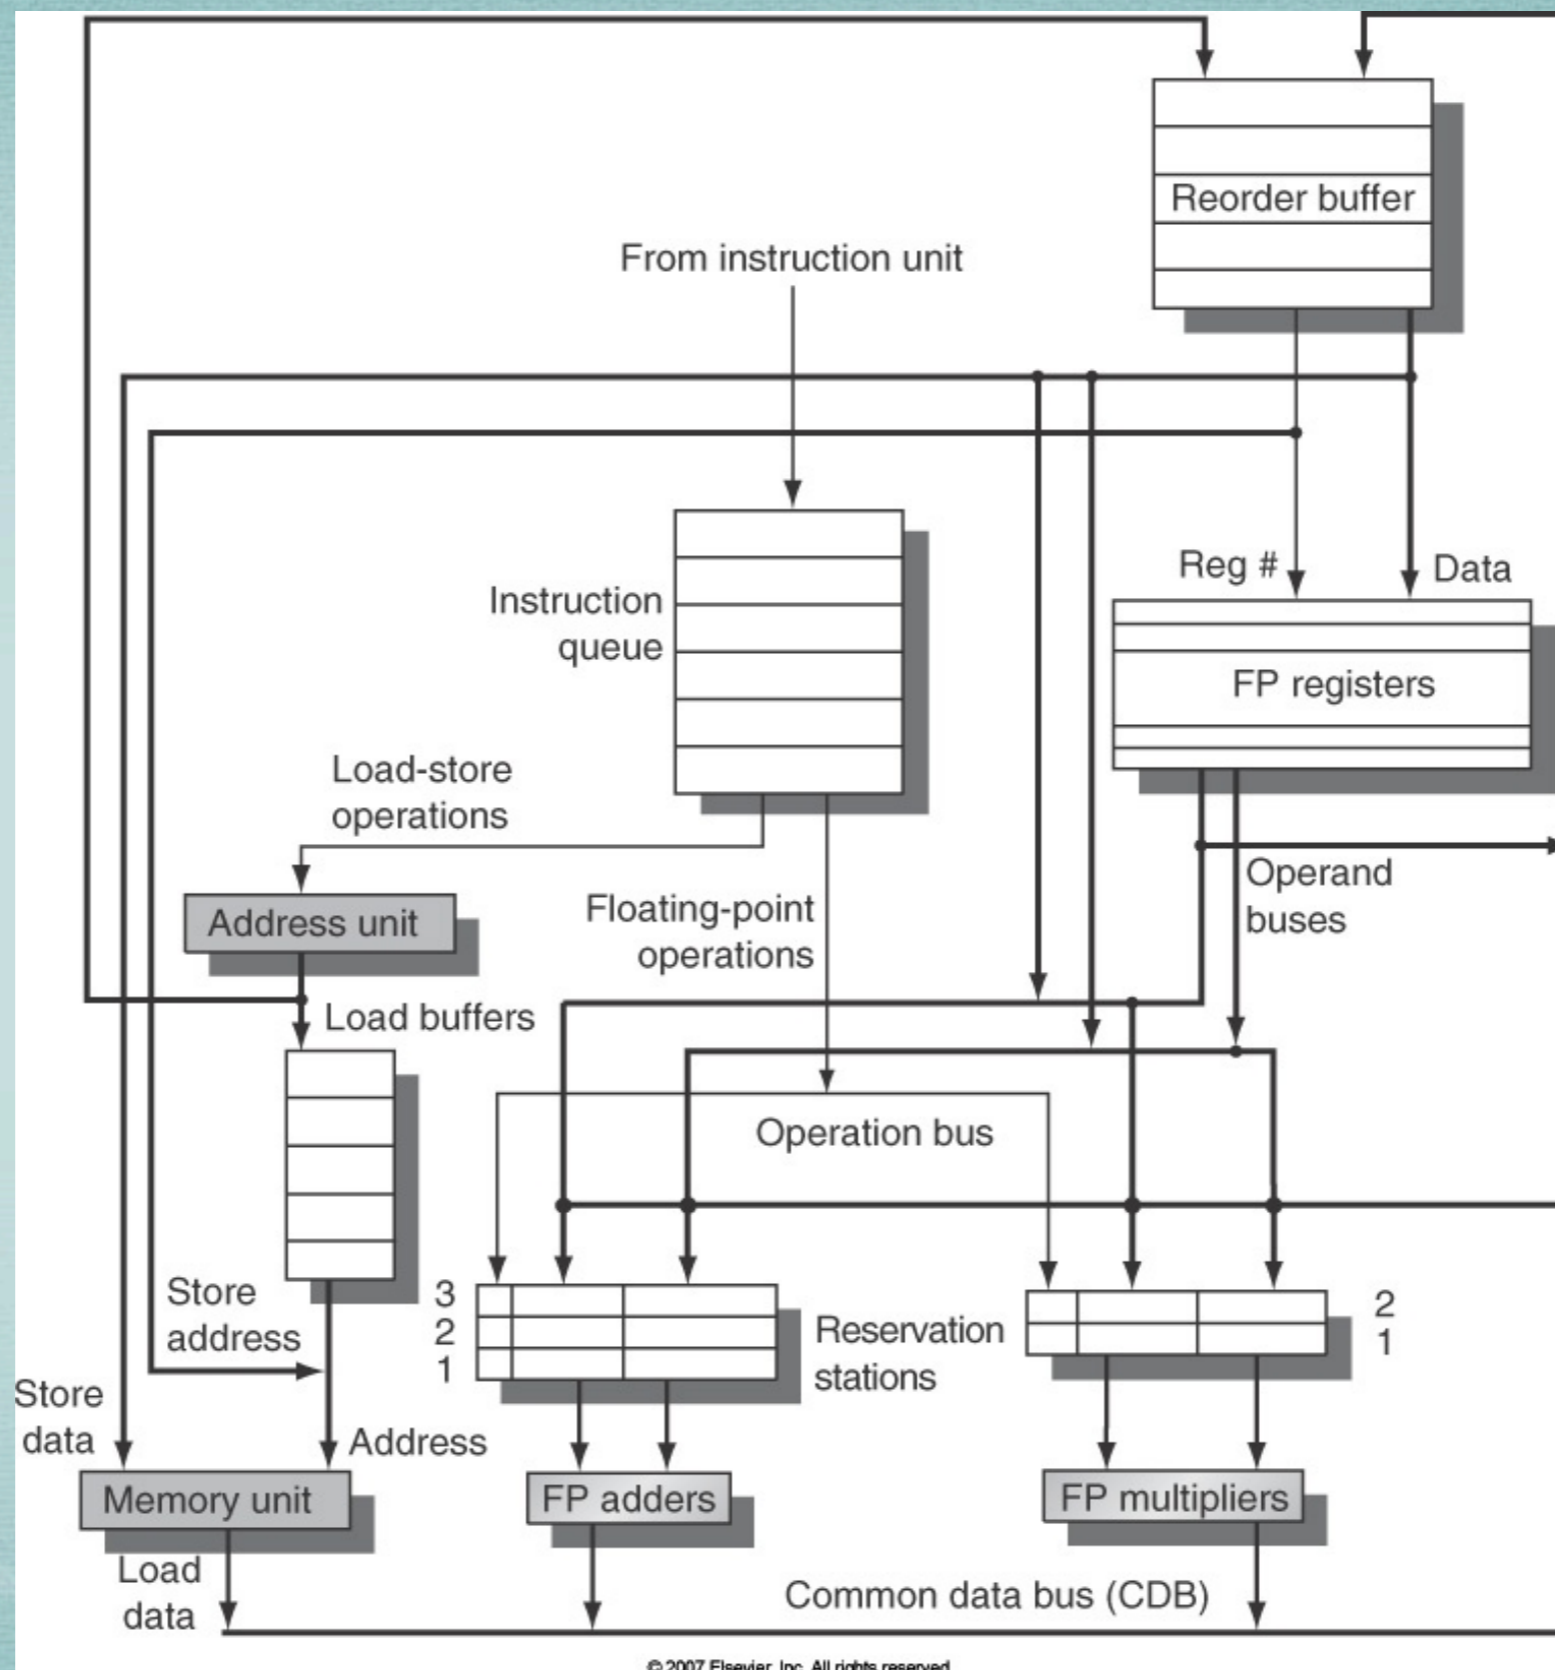 Reorder buffer
From instruction unit
Reg #
Data
Instruction
queue
FP registers
Load-store
operations
Operand
buses
Address unit
Floating-point
operations
Load buffers
Operation bus
Store
address
3
2
1
Reservation
stations
2
1
Store
data
Address
Memory unit
FP adders
FP multipliers
Load
data
Common data bus (CDB)
© 2007 Elsevier, Inc. All rights reserved.